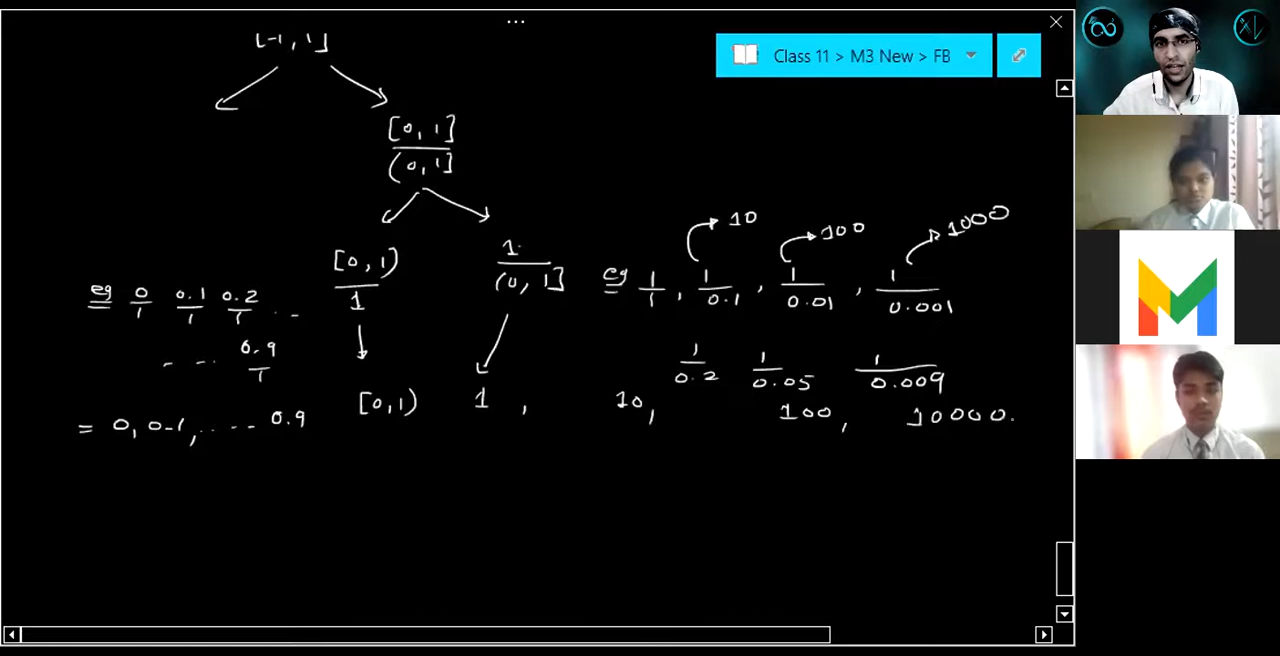 ...
[-1, 1]
Class 11 > M3 New > FB
[0, 1]
(0, 1]
[0, 1)
1
1
(0, 1]
eg 0/1 0.1/1 0.2/1 ...
... 0.9/1
= 0, 0.1, .... 0.9
[0, 1)
eg 1/1, 1/0.1, 1/0.01, 1/0.001
10
100
1000
1/0.2 1/0.05 1/0.009
1, 10, 100, 10000.